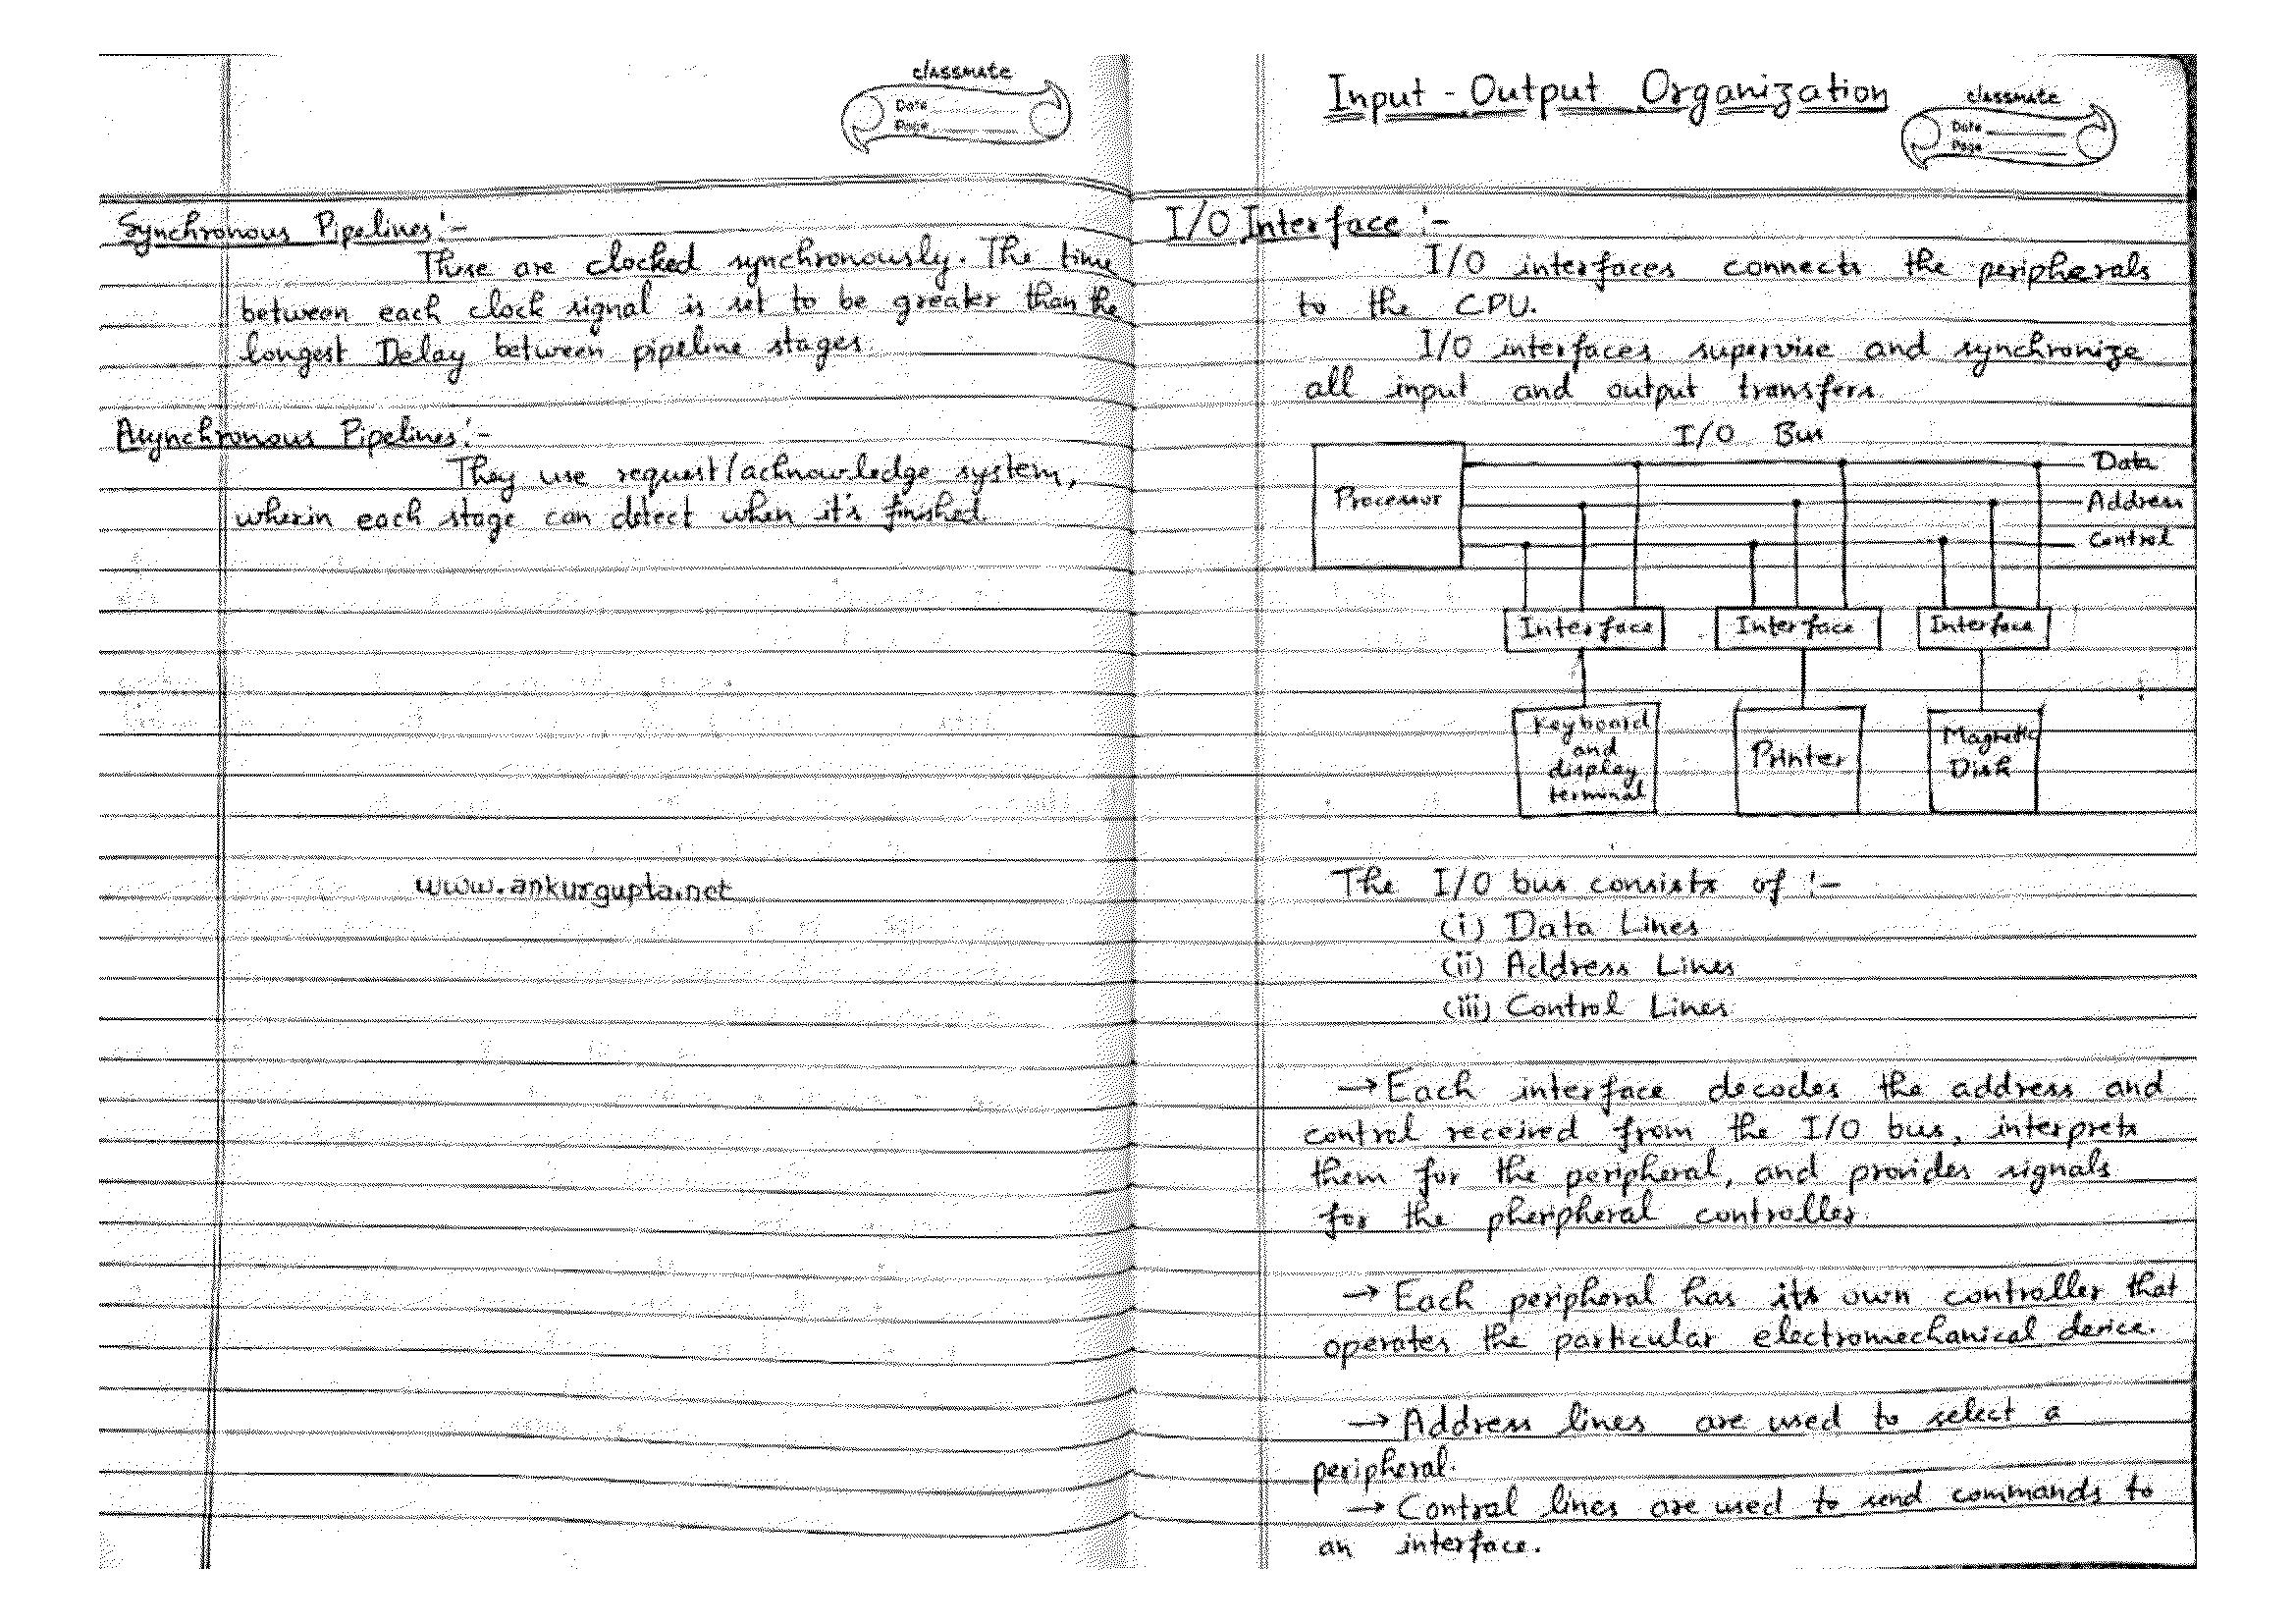 classmate
Date
Page
Synchronous Pipelines:-
These are clocked synchronously. The time
between each clock signal is set to be greater than the
longest Delay between pipeline stages.
Asynchronous Pipelines:-
They use request/acknowledge system,
wherin each stage can detect when it's finished.
www.ankurgupta.net
Input - Output Organization
classmate
Date
Page
I/O Interface :-
I/O interfaces connects the peripherals
to the CPU.
I/O interfaces supervise and synchronize
all input and output transfers.
I/O Bus
Processor
Data
Address
Control
Interface
Interface
Interface
Keyboard
and
display
terminal
Printer
Magnetic
Disk
The I/O bus consists of :-
(i) Data Lines
(ii) Address Lines
(iii) Control Lines
→ Each interface decodes the address and
control received from the I/O bus, interprets
them for the peripheral, and provides signals
for the pheripheral controller.
→ Each peripheral has its own controller that
operates the particular electromechanical device.
→ Address lines are used to select a
peripheral.
→ Control lines are used to send commands to
an interface.